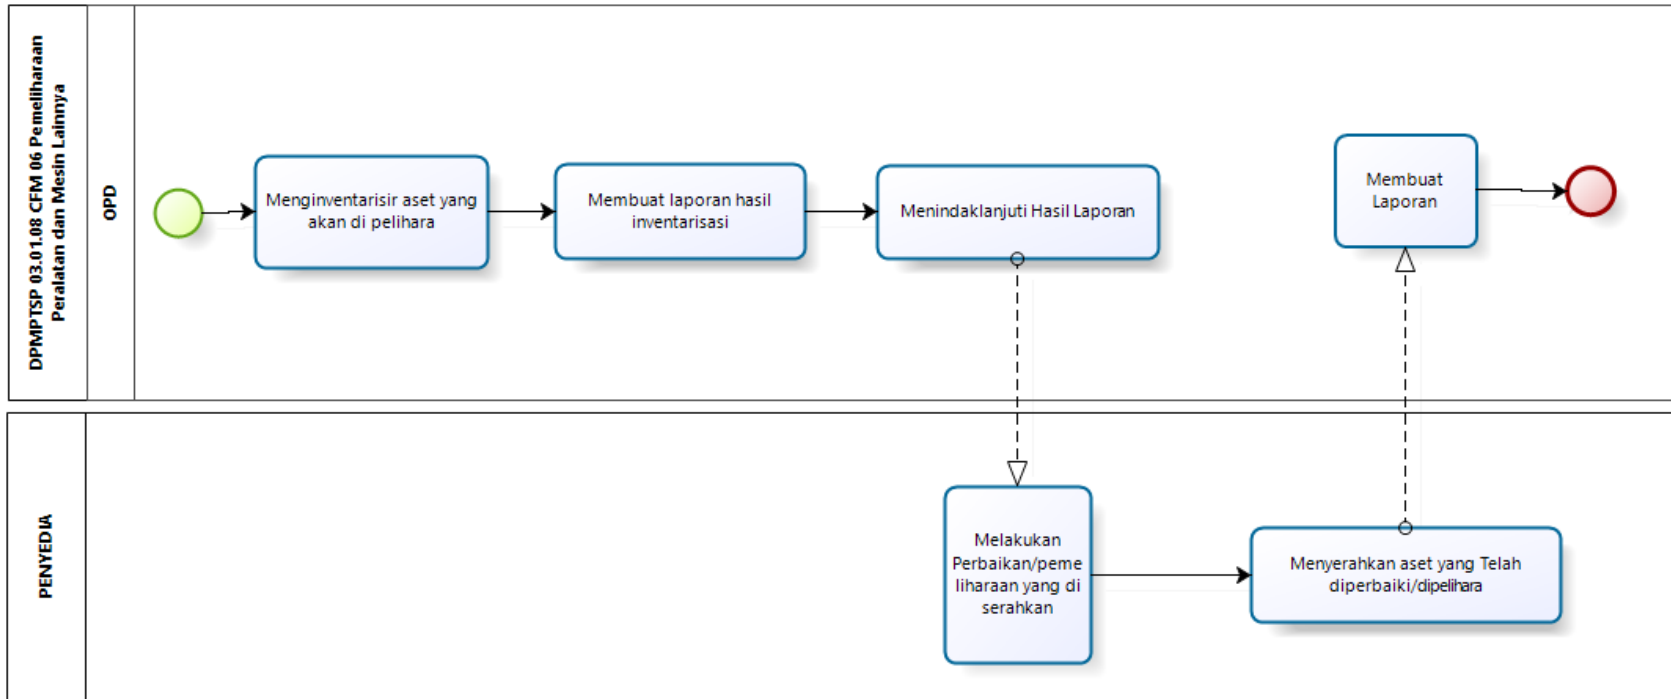 DPMPTSP 03.01.08 CFM 06 Pemeliharaan
Peralatan dan Mesin Lainnya
OPD
Menginventarisir aset yang
akan di pelihara
Membuat laporan hasil
inventarisasi
Menindaklanjuti Hasil Laporan
Membuat
Laporan
PENYEDIA
Melakukan
Perbaikan/peme
liharaan yang di
serahkan
Menyerahkan aset yang Telah
diperbaiki/dipelihara